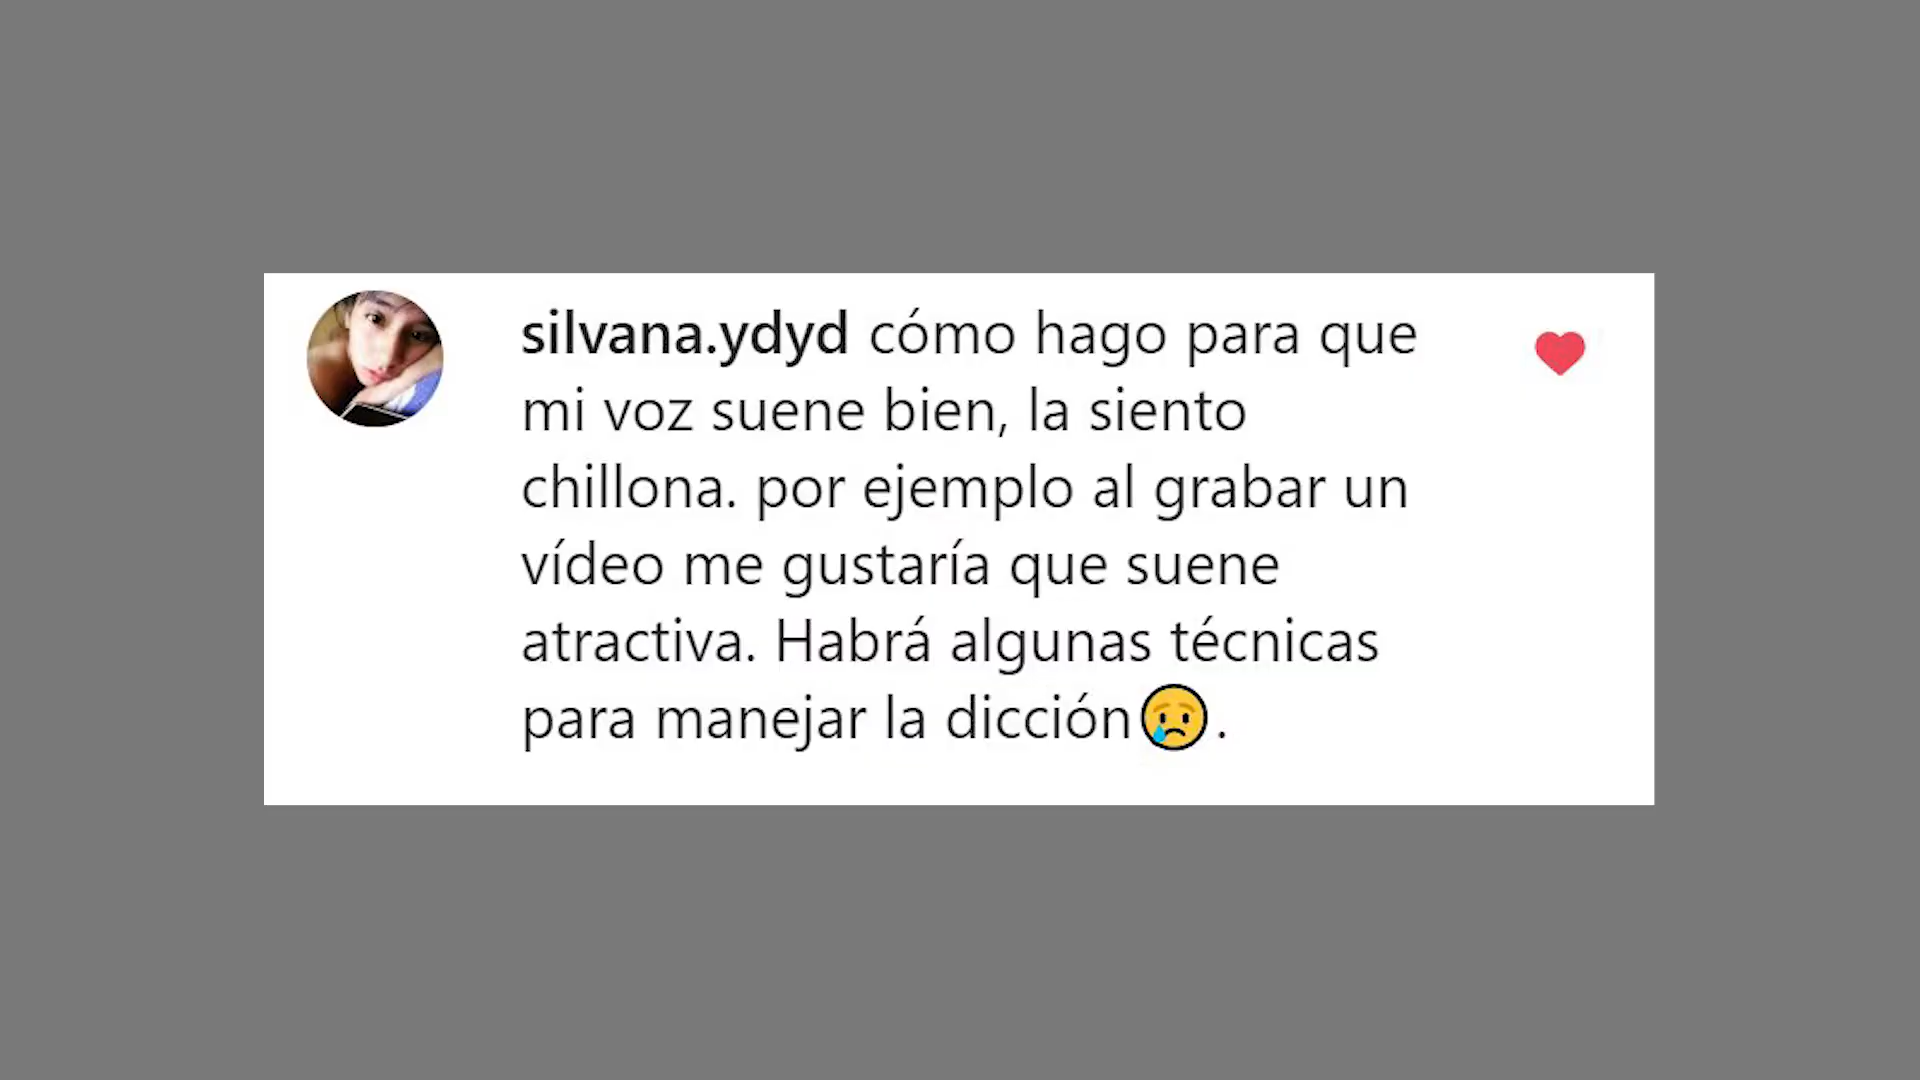 silvana.ydyd cómo hago para que
mi voz suene bien, la siento
chillona. por ejemplo al grabar un
vídeo me gustaría que suene
atractiva. Habrá algunas técnicas
para manejar la dicción😢.